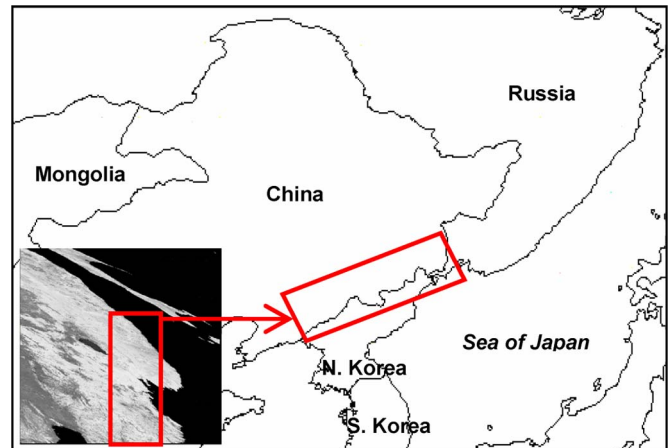 Russia
Mongolia
China
Sea of Japan
N. Korea
S. Korea